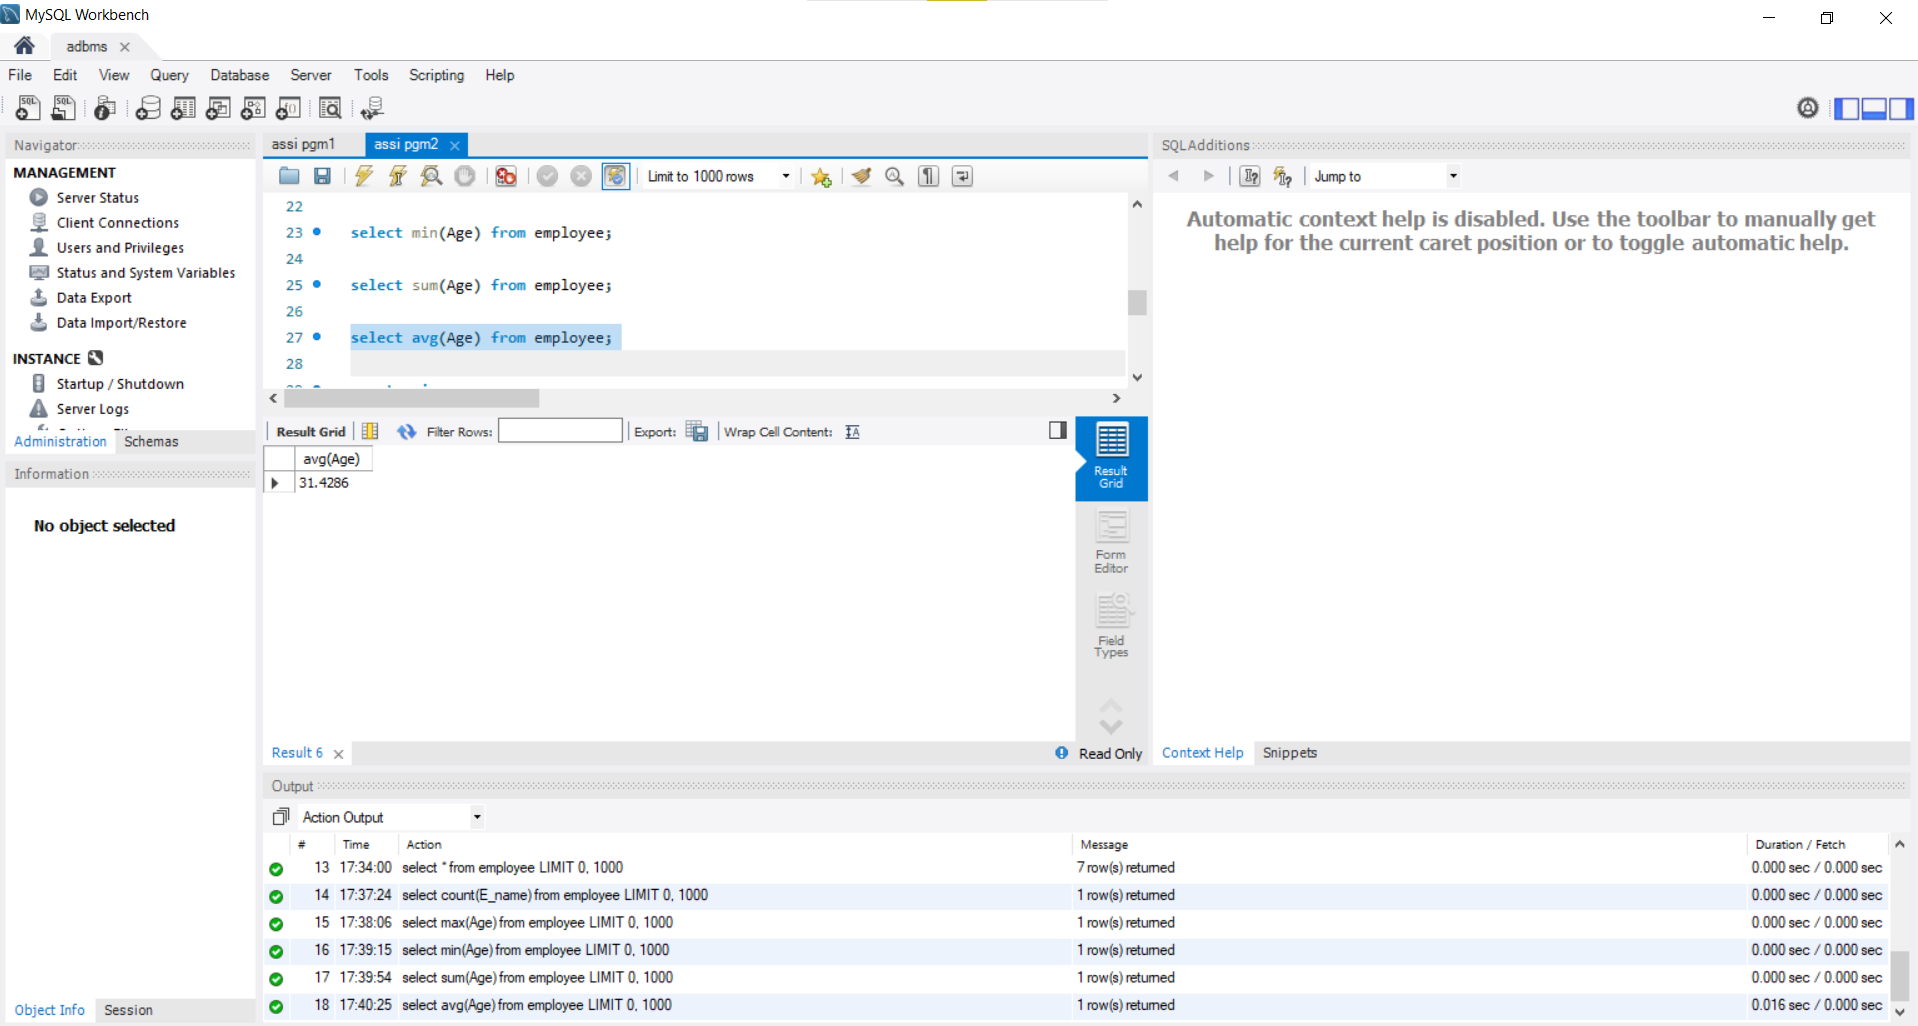 MySQL Workbench
adbms
File Edit View Query Database Server Tools Scripting Help
Navigator
MANAGEMENT
Server Status
Client Connections
Users and Privileges
Status and System Variables
Data Export
Data Import/Restore
INSTANCE
Startup / Shutdown
Server Logs
Administration Schemas
Information
No object selected
Object Info Session
assi pgm1 assi pgm2
Limit to 1000 rows
22
23 select min(Age) from employee;
24
25 select sum(Age) from employee;
26
27 select avg(Age) from employee;
28
Result Grid Filter Rows: Export: Wrap Cell Content:
avg(Age)
31.4286
Result
Grid
Form
Editor
Field
Types
Result 6 Read Only
SQLAdditions
Jump to
Automatic context help is disabled. Use the toolbar to manually get
help for the current caret position or to toggle automatic help.
Context Help Snippets
Output
Action Output
# Time Action Message Duration / Fetch
13 17:34:00 select * from employee LIMIT 0, 1000 7 row(s) returned 0.000 sec / 0.000 sec
14 17:37:24 select count(E_name) from employee LIMIT 0, 1000 1 row(s) returned 0.000 sec / 0.000 sec
15 17:38:06 select max(Age) from employee LIMIT 0, 1000 1 row(s) returned 0.000 sec / 0.000 sec
16 17:39:15 select min(Age) from employee LIMIT 0, 1000 1 row(s) returned 0.000 sec / 0.000 sec
17 17:39:54 select sum(Age) from employee LIMIT 0, 1000 1 row(s) returned 0.000 sec / 0.000 sec
18 17:40:25 select avg(Age) from employee LIMIT 0, 1000 1 row(s) returned 0.016 sec / 0.000 sec